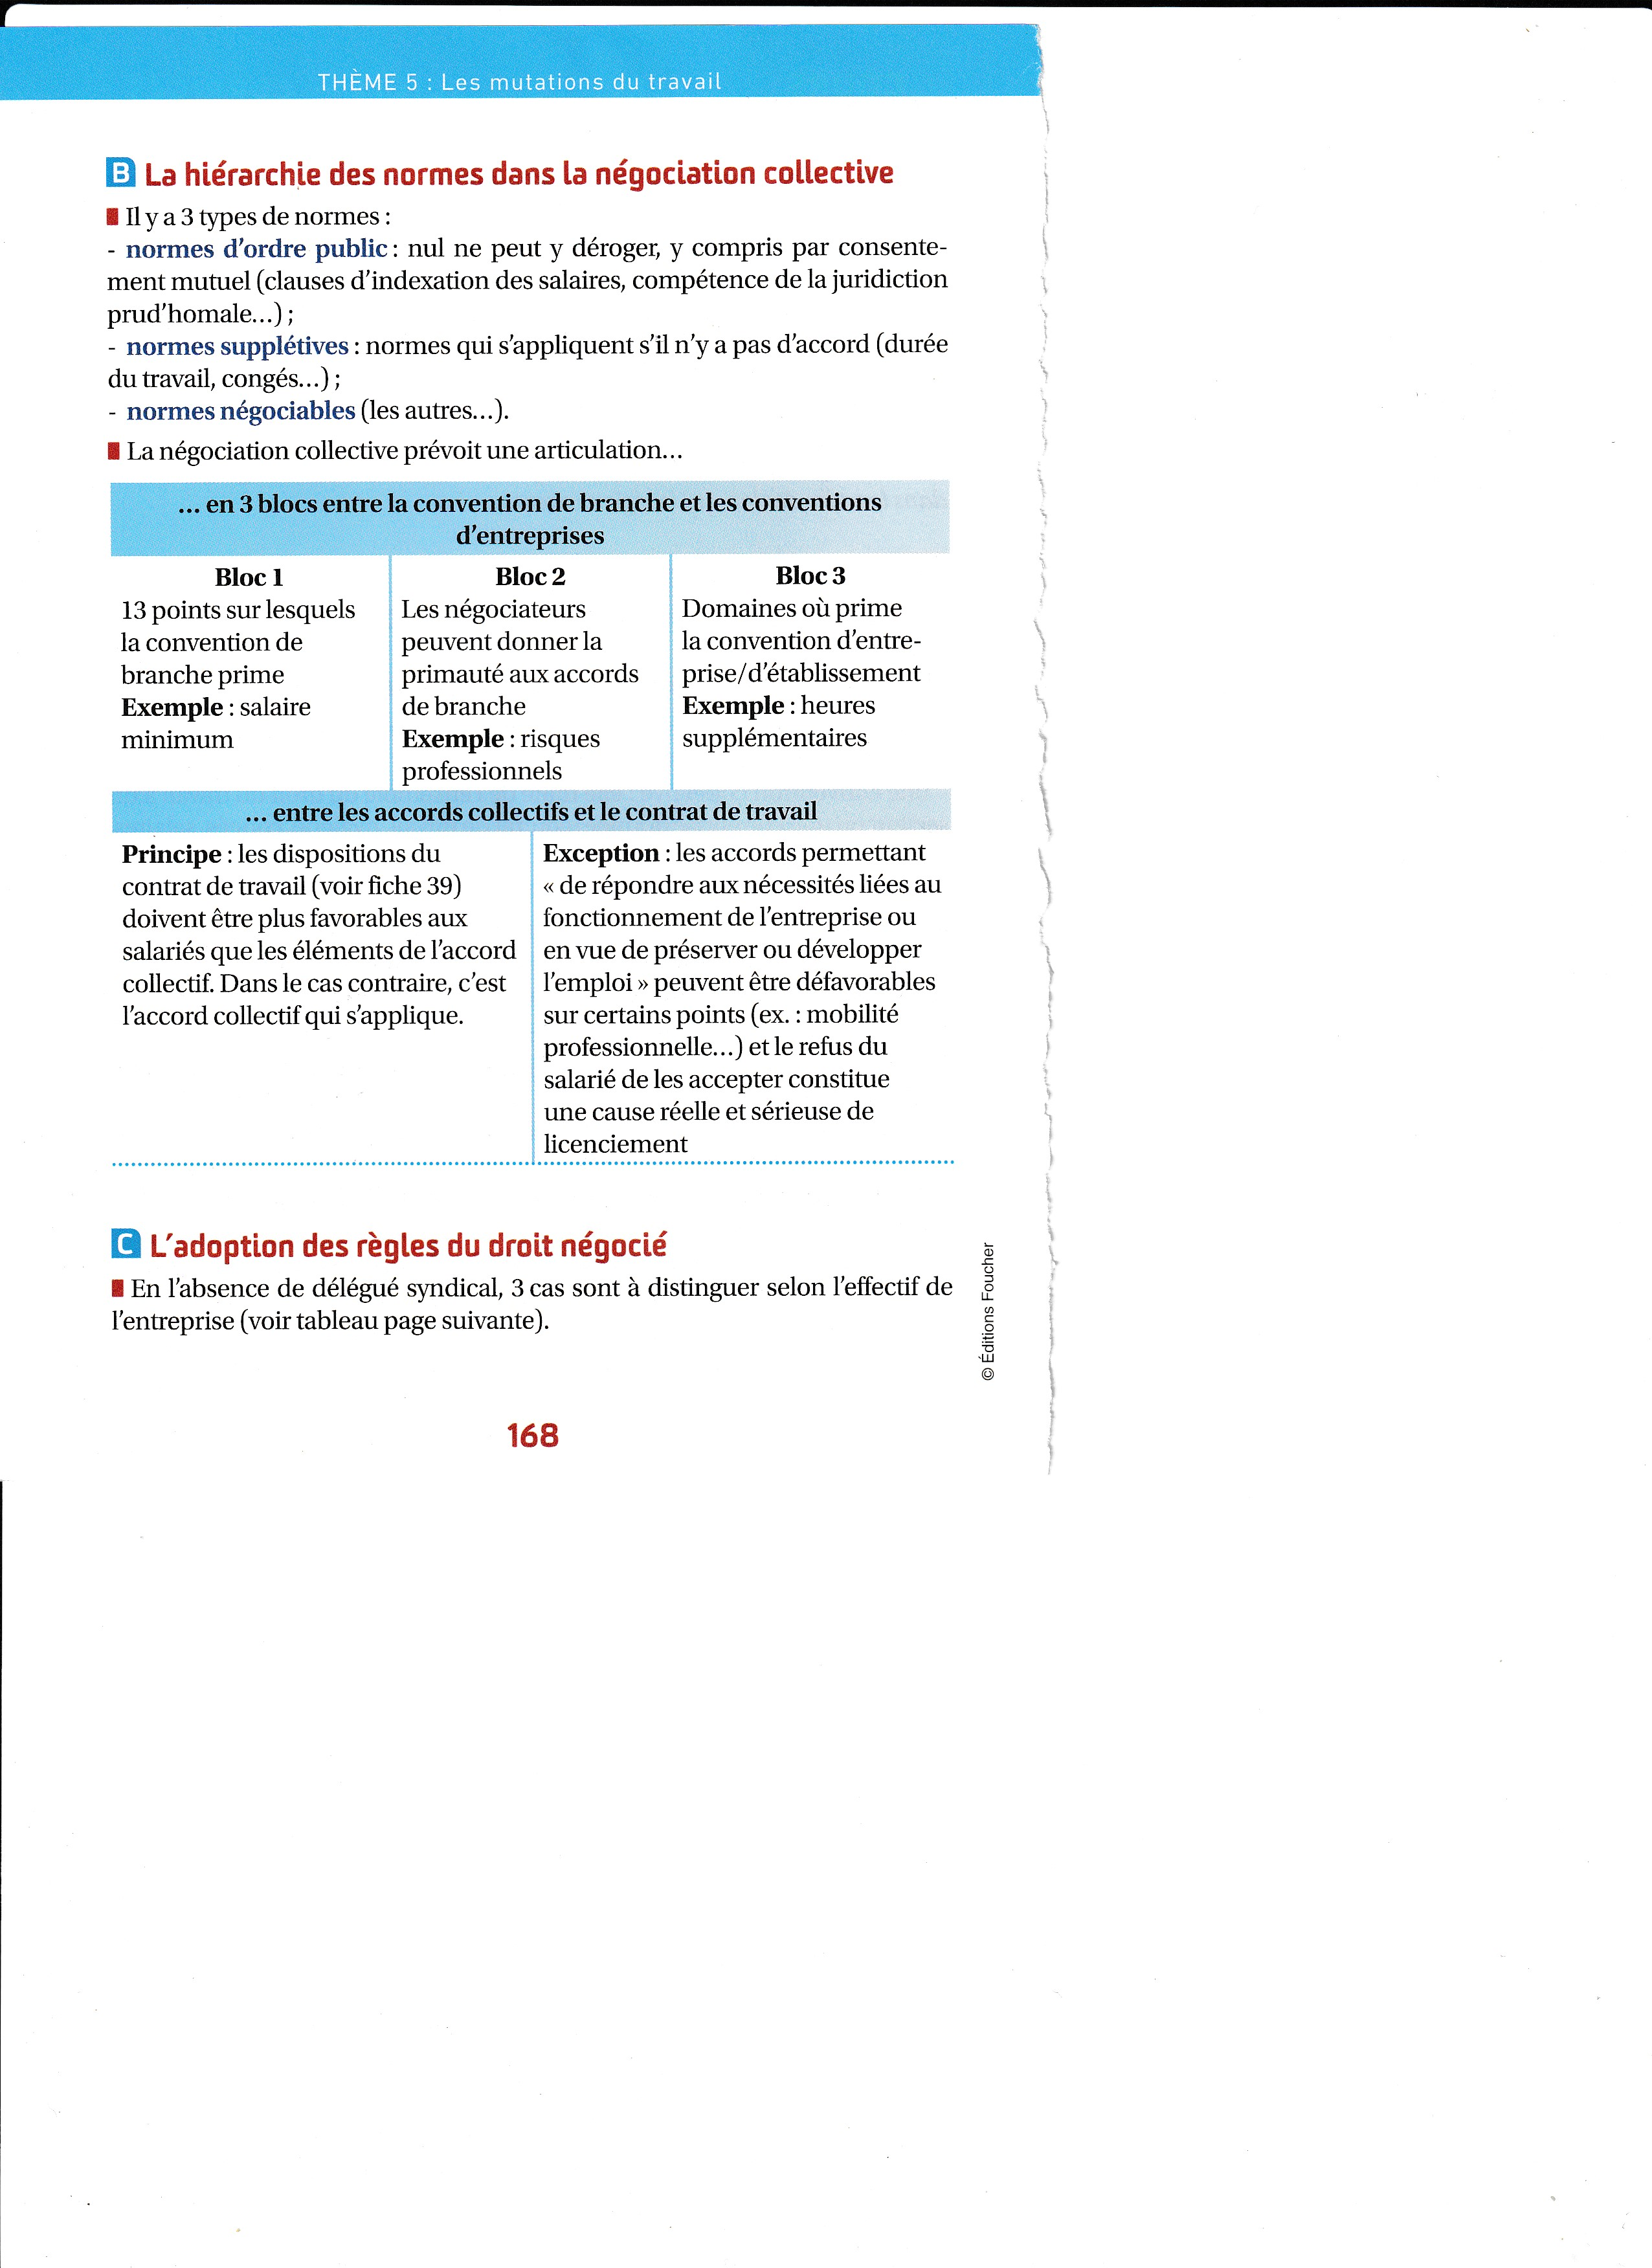 THÈME 5 : Les mutations du travail
B La hiérarchie des normes dans la négociation collective
Il y a 3 types de normes :
- normes d'ordre public : nul ne peut y déroger, y compris par consente-
ment mutuel (clauses d'indexation des salaires, compétence de la juridiction
prud'homale...) ;
- normes supplétives : normes qui s'appliquent s'il n'y a pas d'accord (durée
du travail, congés...) ;
- normes négociables (les autres...).
La négociation collective prévoit une articulation...
... en 3 blocs entre la convention de branche et les conventions
d'entreprises
Bloc 1
13 points sur lesquels
la convention de
branche prime
Exemple : salaire
minimum
Bloc 2
Les négociateurs
peuvent donner la
primauté aux accords
de branche
Exemple : risques
professionnels
Bloc 3
Domaines où prime
la convention d'entre-
prise/d'établissement
Exemple : heures
supplémentaires
... entre les accords collectifs et le contrat de travail
Principe : les dispositions du
contrat de travail (voir fiche 39)
doivent être plus favorables aux
salariés que les éléments de l'accord
collectif. Dans le cas contraire, c'est
l'accord collectif qui s'applique.
Exception : les accords permettant
« de répondre aux nécessités liées au
fonctionnement de l'entreprise ou
en vue de préserver ou développer
l'emploi » peuvent être défavorables
sur certains points (ex. : mobilité
professionnelle...) et le refus du
salarié de les accepter constitue
une cause réelle et sérieuse de
licenciement
C L'adoption des règles du droit négocié
En l'absence de délégué syndical, 3 cas sont à distinguer selon l'effectif de
l'entreprise (voir tableau page suivante).
© Éditions Foucher
168